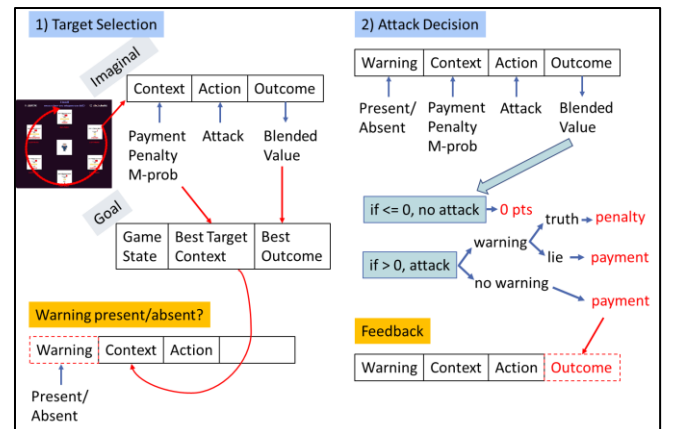 1) Target Selection
Imaginal
Context Action Outcome
Payment
Penalty
M-prob
Attack
Blended
Value
Goal
Game
State
Best Target
Context
Best
Outcome
Warning present/absent?
Warning Context Action
Present/
Absent
2) Attack Decision
Warning Context Action Outcome
Present/
Absent
Payment
Penalty
M-prob
Attack
Blended
Value
if <= 0, no attack
0 pts
if > 0, attack
warning
truth
penalty
lie
payment
no warning
payment
Feedback
Warning Context Action Outcome